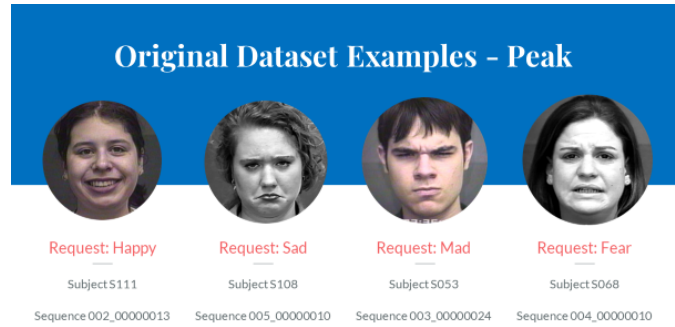 Original Dataset Examples - Peak
Request: Happy
Subject S111
Sequence 002_00000013
Request: Sad
Subject S108
Sequence 005_00000010
Request: Mad
Subject S053
Sequence 003_00000024
Request: Fear
Subject S068
Sequence 004_00000010